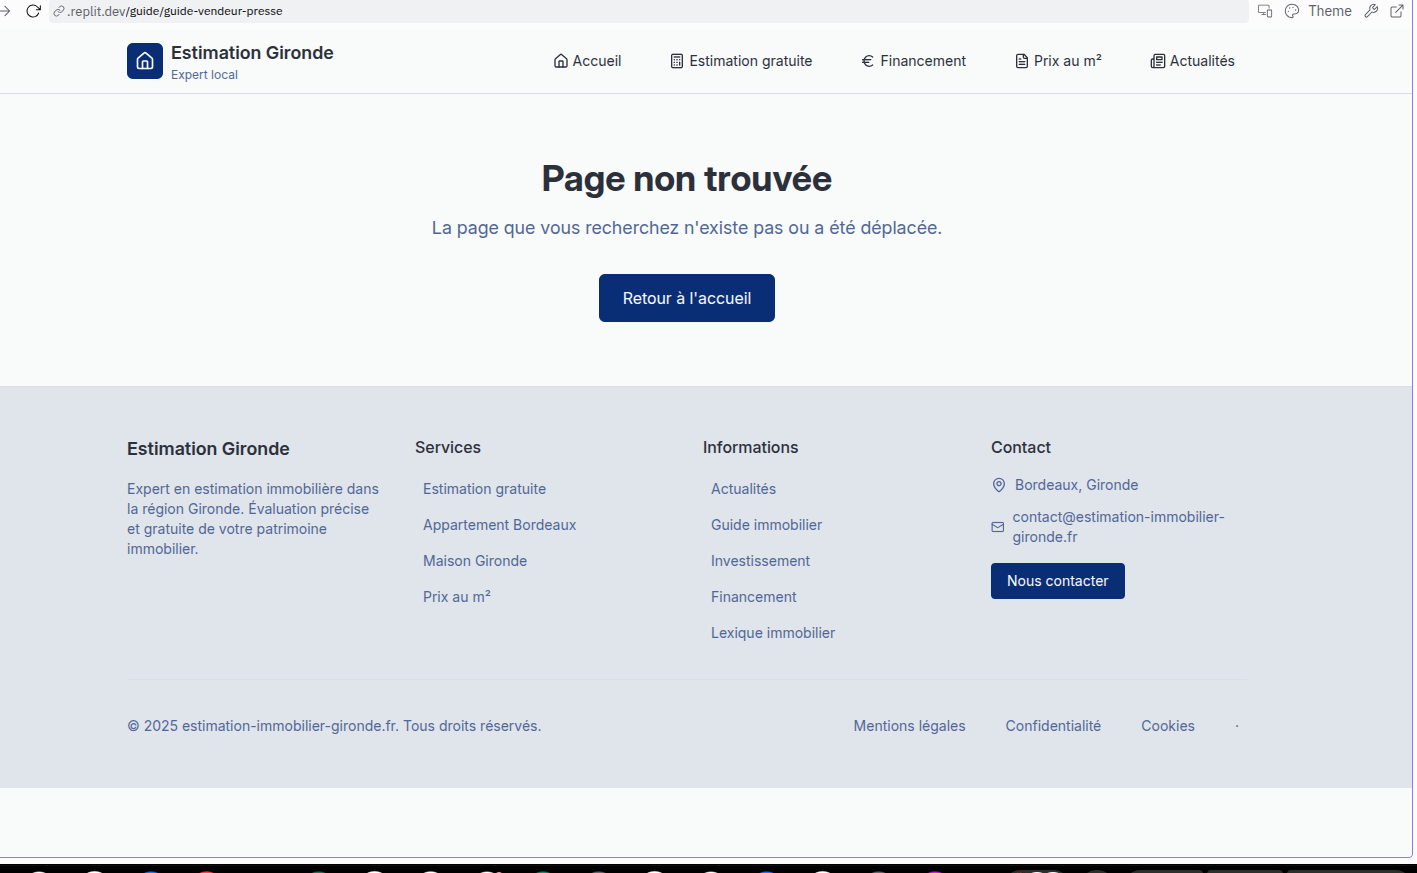 .replit.dev/guide/guide-vendeur-presse
Theme
Estimation Gironde
Expert local
Accueil
Estimation gratuite
Financement
Prix au m²
Actualités
Page non trouvée
La page que vous recherchez n'existe pas ou a été déplacée.
Retour à l'accueil
Estimation Gironde
Expert en estimation immobilière dans
la région Gironde. Évaluation précise
et gratuite de votre patrimoine
immobilier.
Services
Estimation gratuite
Appartement Bordeaux
Maison Gironde
Prix au m²
Informations
Actualités
Guide immobilier
Investissement
Financement
Lexique immobilier
Contact
Bordeaux, Gironde
contact@estimation-immobilier-
gironde.fr
Nous contacter
© 2025 estimation-immobilier-gironde.fr. Tous droits réservés.
Mentions légales
Confidentialité
Cookies
·